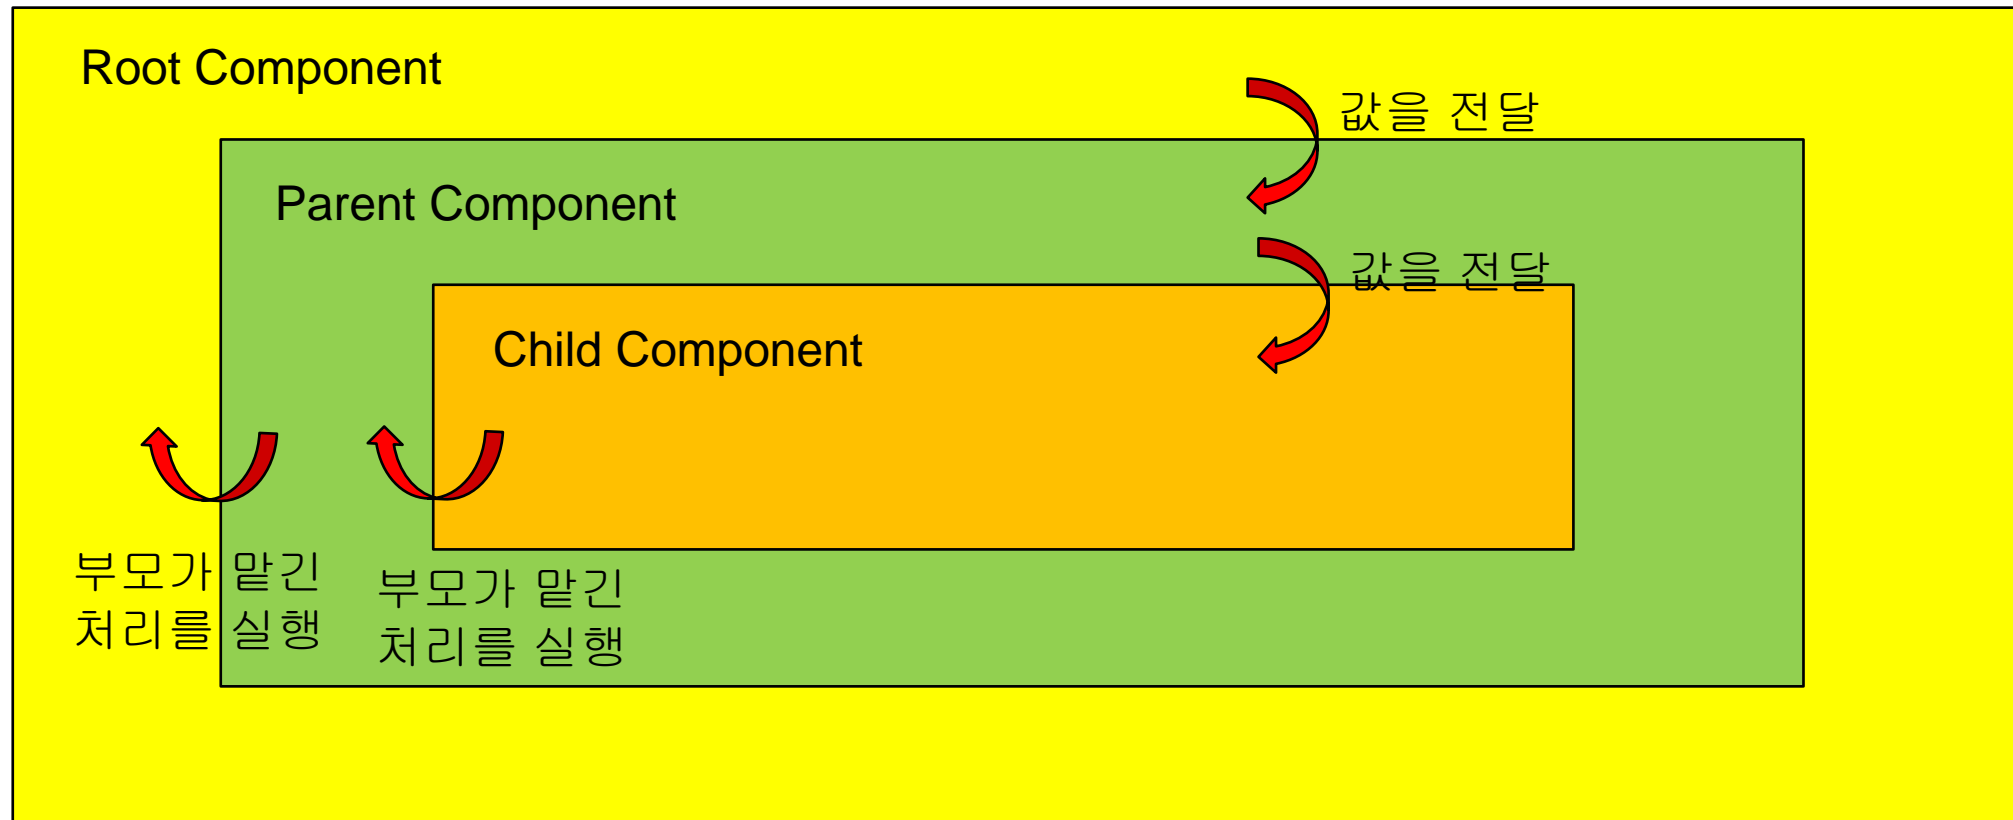 Root Component
값을 전달
Parent Component
값을 전달
Child Component
부모가 맡긴
처리를 실행
부모가 맡긴
처리를 실행